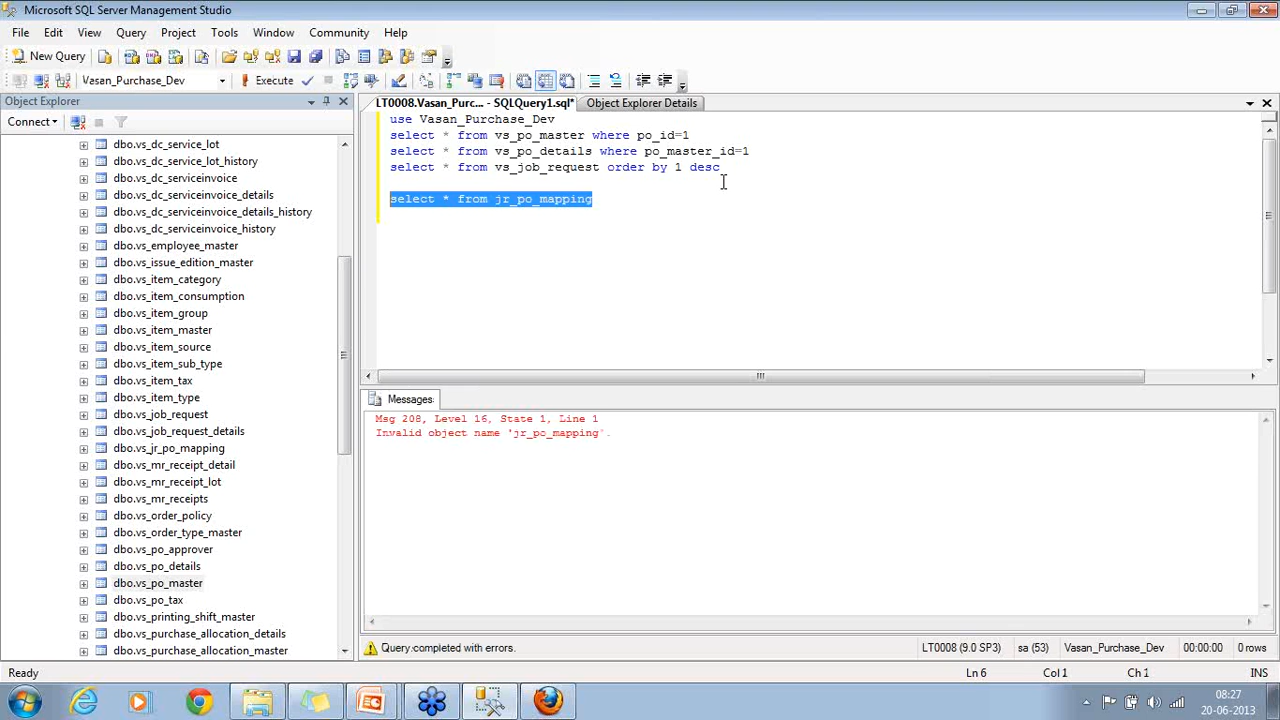 Microsoft SQL Server Management Studio
File Edit View Query Project Tools Window Community Help
New Query
Vasan_Purchase_Dev Execute
Object Explorer
LT0008.Vasan_Purc... - SQLQuery1.sql* Object Explorer Details
Connect
dbo.vs_dc_service_lot
dbo.vs_dc_service_lot_history
dbo.vs_dc_serviceinvoice
dbo.vs_dc_serviceinvoice_details
dbo.vs_dc_serviceinvoice_details_history
dbo.vs_dc_serviceinvoice_history
dbo.vs_employee_master
dbo.vs_issue_edition_master
dbo.vs_item_category
dbo.vs_item_consumption
dbo.vs_item_group
dbo.vs_item_master
dbo.vs_item_source
dbo.vs_item_sub_type
dbo.vs_item_tax
dbo.vs_item_type
dbo.vs_job_request
dbo.vs_job_request_details
dbo.vs_jr_po_mapping
dbo.vs_mr_receipt_detail
dbo.vs_mr_receipt_lot
dbo.vs_mr_receipts
dbo.vs_order_policy
dbo.vs_order_type_master
dbo.vs_po_approver
dbo.vs_po_details
dbo.vs_po_master
dbo.vs_po_tax
dbo.vs_printing_shift_master
dbo.vs_purchase_allocation_details
dbo.vs_purchase_allocation_master
use Vasan_Purchase_Dev
select * from vs_po_master where po_id=1
select * from vs_po_details where po_master_id=1
select * from vs_job_request order by 1 desc
select * from jr_po_mapping
Messages
Msg 208, Level 16, State 1, Line 1
Invalid object name 'jr_po_mapping'.
Query completed with errors. LT0008 (9.0 SP3) sa (53) Vasan_Purchase_Dev 00:00:00 0 rows
Ready Ln 6 Col 1 Ch 1 INS
08:27
20-06-2013